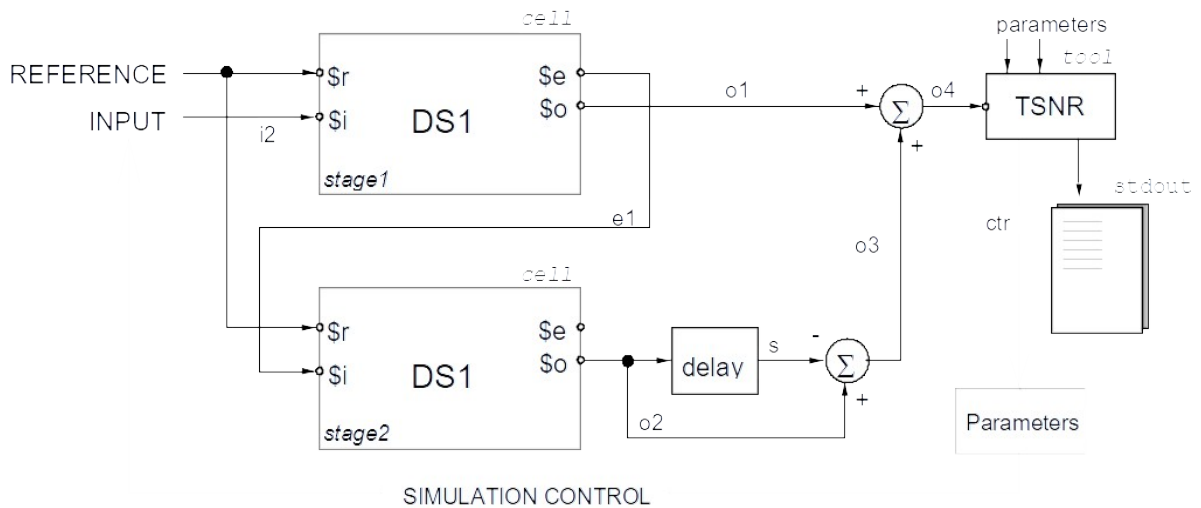 cell
parameters
tool
REFERENCE
$r
$e
$o
o1
+
Σ
o4
TSNR
INPUT
i2
$i
DS1
+
stage1
stdout
e1
ctr
o3
cell
$r
$e
$o
-
s
delay
Σ
$i
DS1
+
o2
stage2
Parameters
SIMULATION CONTROL